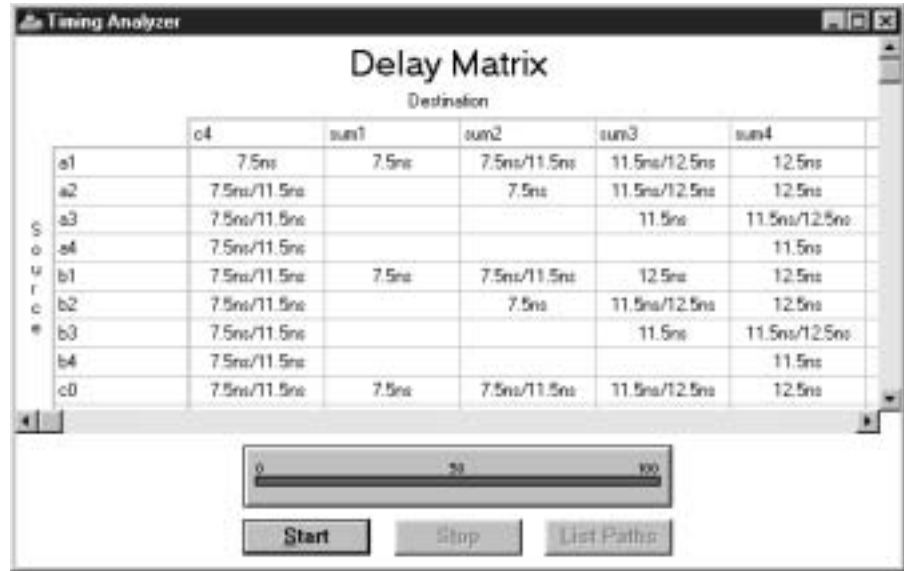 Timing Analyzer
Delay Matrix
Destination
c4 sum1 sum2 sum3 sum4
Source
a1 7.5ns 7.5ns 7.5ns/11.5ns 11.5ns/12.5ns 12.5ns
a2 7.5ns/11.5ns 7.5ns 11.5ns/12.5ns 12.5ns
a3 7.5ns/11.5ns 11.5ns 11.5ns/12.5ns
a4 7.5ns/11.5ns 11.5ns
b1 7.5ns/11.5ns 7.5ns 7.5ns/11.5ns 12.5ns 12.5ns
b2 7.5ns/11.5ns 7.5ns 11.5ns/12.5ns 12.5ns
b3 7.5ns/11.5ns 11.5ns 11.5ns/12.5ns
b4 7.5ns/11.5ns 11.5ns
c0 7.5ns/11.5ns 7.5ns 7.5ns/11.5ns 11.5ns/12.5ns 12.5ns
0 50 100
Start Stop List Paths